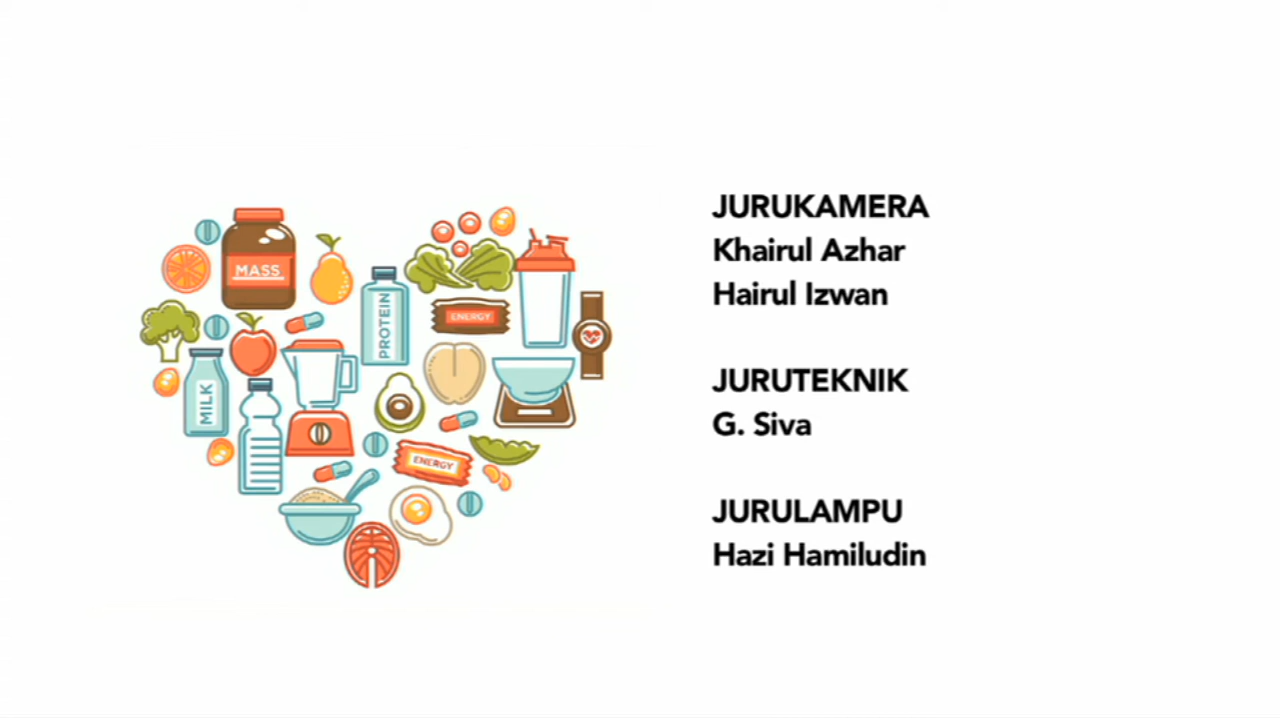 MASS
PROTEIN
ENERGY
MILK
ENERGY
JURUKAMERA
Khairul Azhar
Hairul Izwan
JURUTEKNIK
G. Siva
JURULAMPU
Hazi Hamiludin